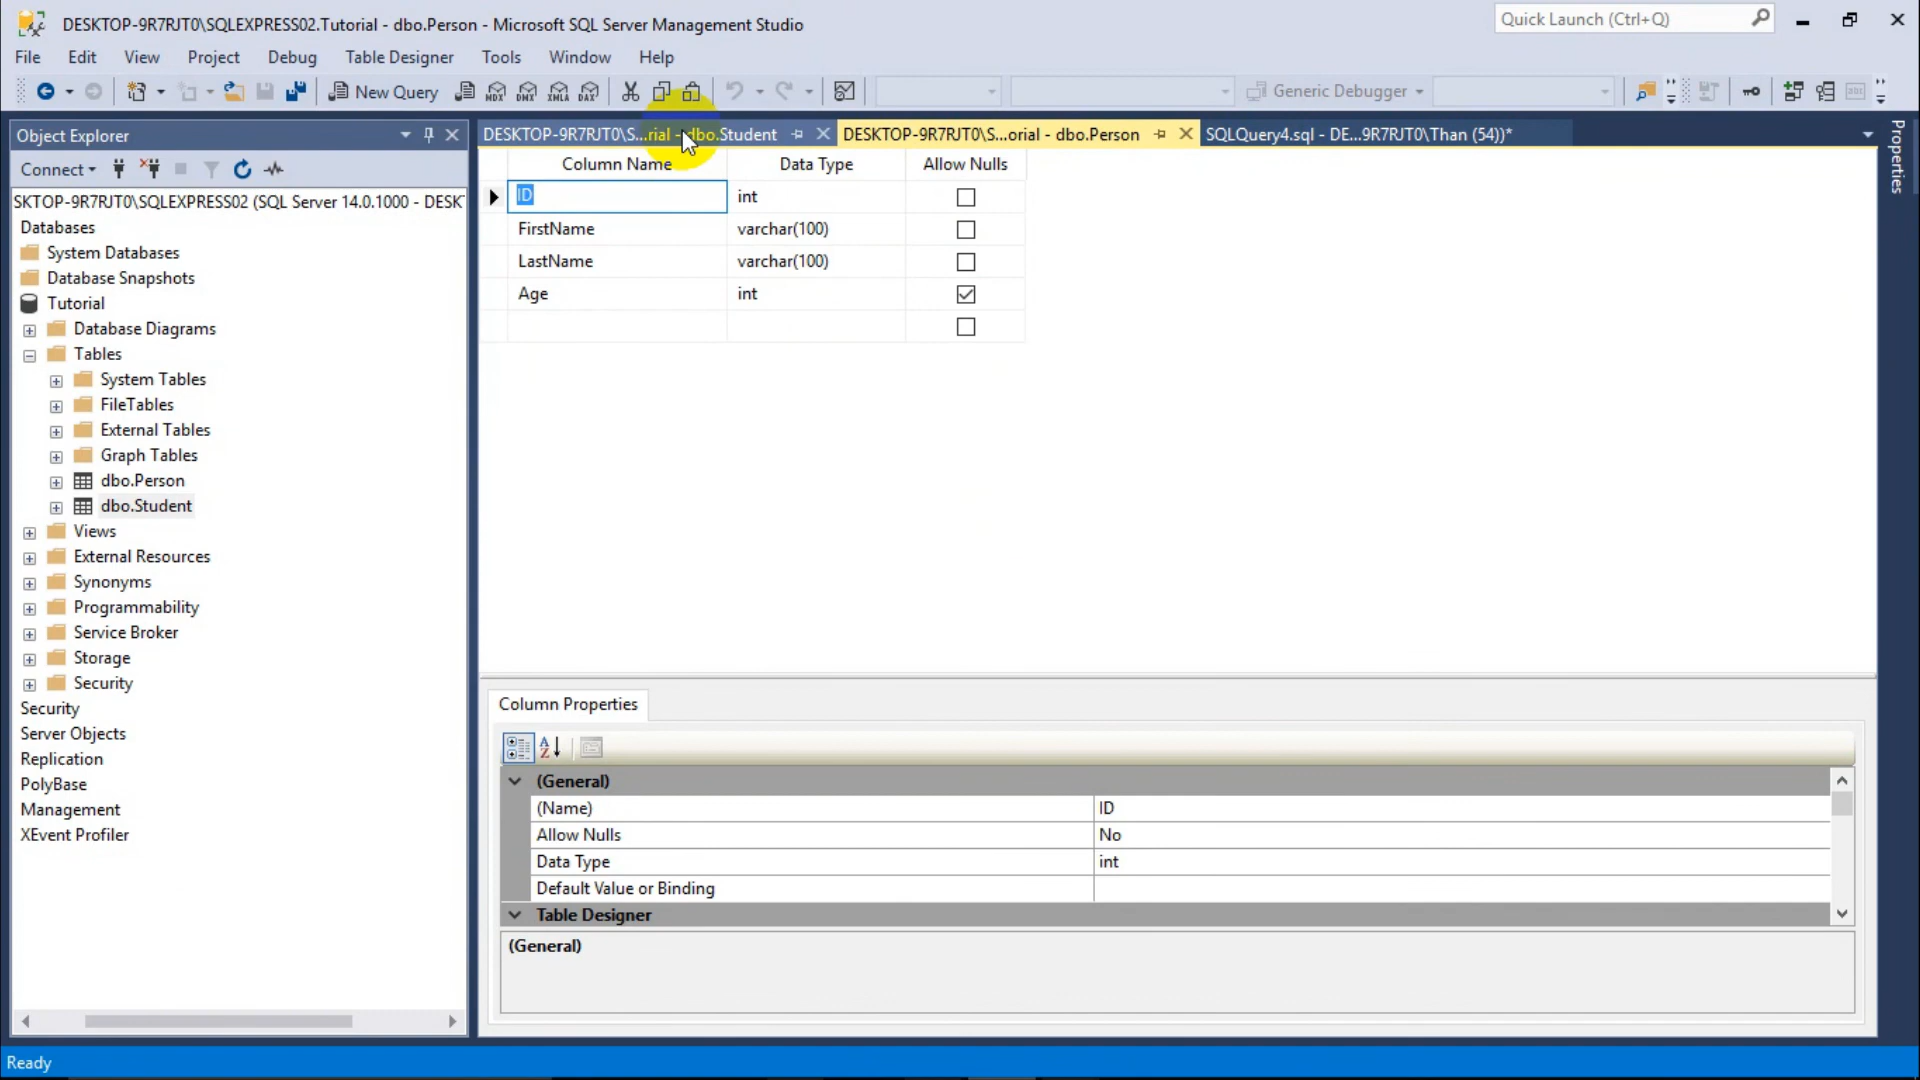 DESKTOP-9R7RJT0\SQLEXPRESS02.Tutorial - dbo.Person - Microsoft SQL Server Management Studio
Quick Launch (Ctrl+Q)
File Edit View Project Debug Table Designer Tools Window Help
New Query MDX DMX XMLA DAX Generic Debugger
Object Explorer
DESKTOP-9R7RJT0\S...rial - dbo.Student
DESKTOP-9R7RJT0\S...orial - dbo.Person
SQLQuery4.sql - DE...9R7RJT0\Than (54))*
Properties
Connect
SKTOP-9R7RJT0\SQLEXPRESS02 (SQL Server 14.0.1000 - DESK
Databases
System Databases
Database Snapshots
Tutorial
Database Diagrams
Tables
System Tables
FileTables
External Tables
Graph Tables
dbo.Person
dbo.Student
Views
External Resources
Synonyms
Programmability
Service Broker
Storage
Security
Security
Server Objects
Replication
PolyBase
Management
XEvent Profiler
Column Name Data Type Allow Nulls
ID int
FirstName varchar(100)
LastName varchar(100)
Age int
Column Properties
(General)
(Name) ID
Allow Nulls No
Data Type int
Default Value or Binding
Table Designer
(General)
Ready